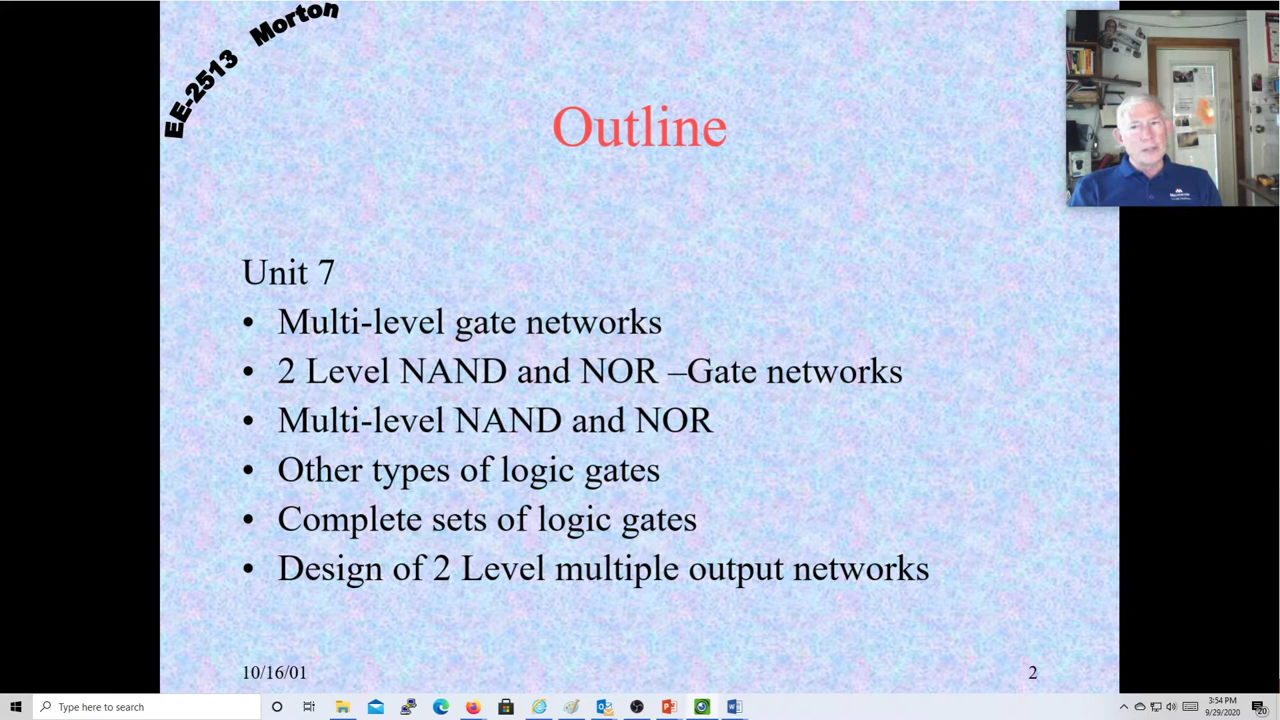 EE-2513 Morton
Outline
Unit 7
• Multi-level gate networks
• 2 Level NAND and NOR –Gate networks
• Multi-level NAND and NOR
• Other types of logic gates
• Complete sets of logic gates
• Design of 2 Level multiple output networks
10/16/01
2
Type here to search
3:54 PM
9/29/2020
20